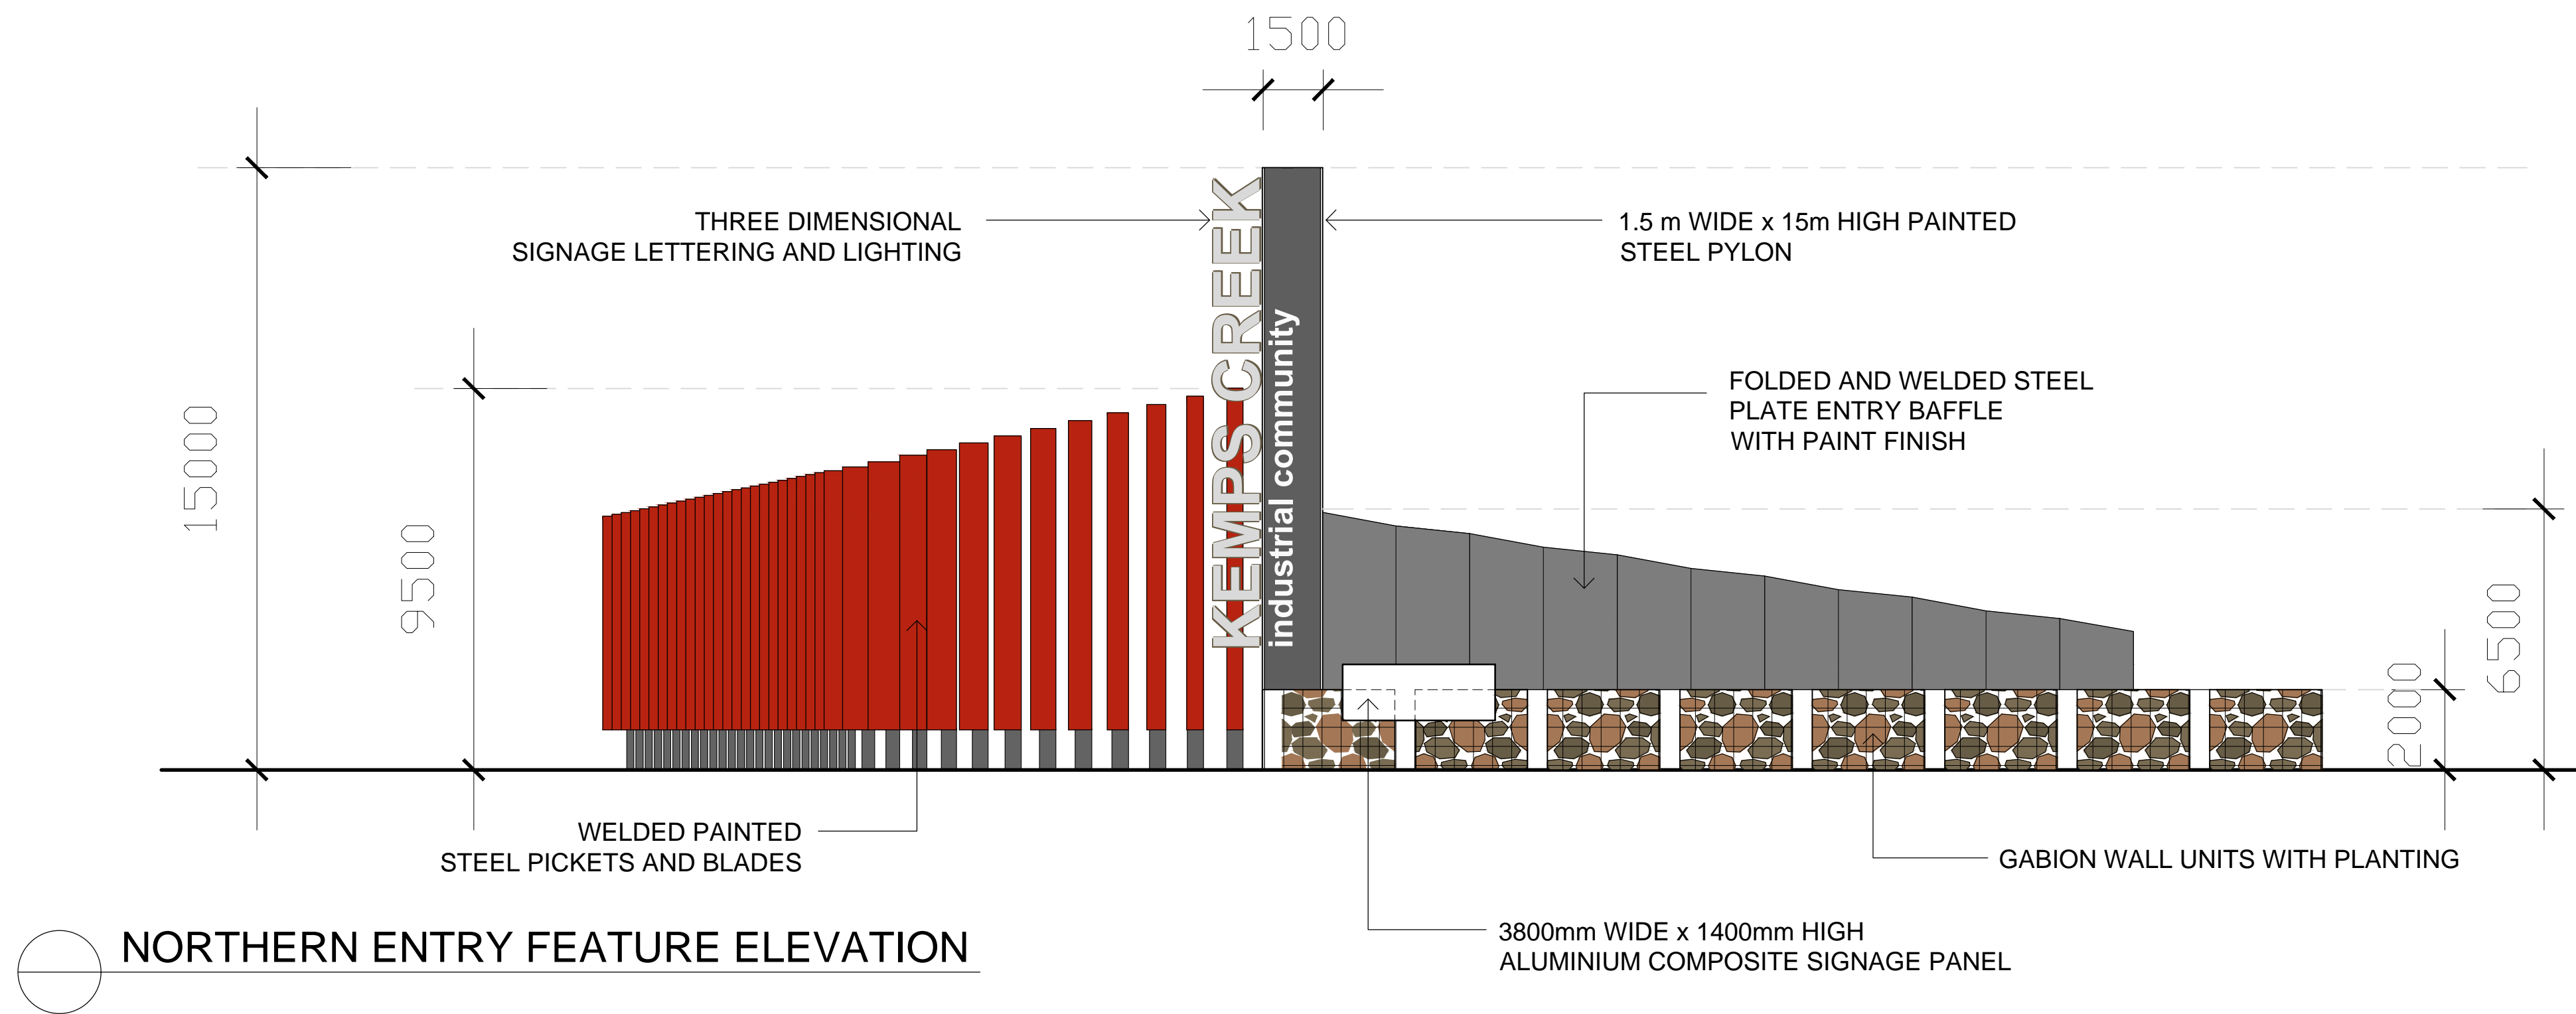 1500
THREE DIMENSIONAL
SIGNAGE LETTERING AND LIGHTING
1.5 m WIDE x 15m HIGH PAINTED
STEEL PYLON
KEMPS CREEK
industrial community
FOLDED AND WELDED STEEL
PLATE ENTRY BAFFLE
WITH PAINT FINISH
15000
9500
6500
2000
WELDED PAINTED
STEEL PICKETS AND BLADES
GABION WALL UNITS WITH PLANTING
3800mm WIDE x 1400mm HIGH
ALUMINIUM COMPOSITE SIGNAGE PANEL
NORTHERN ENTRY FEATURE ELEVATION